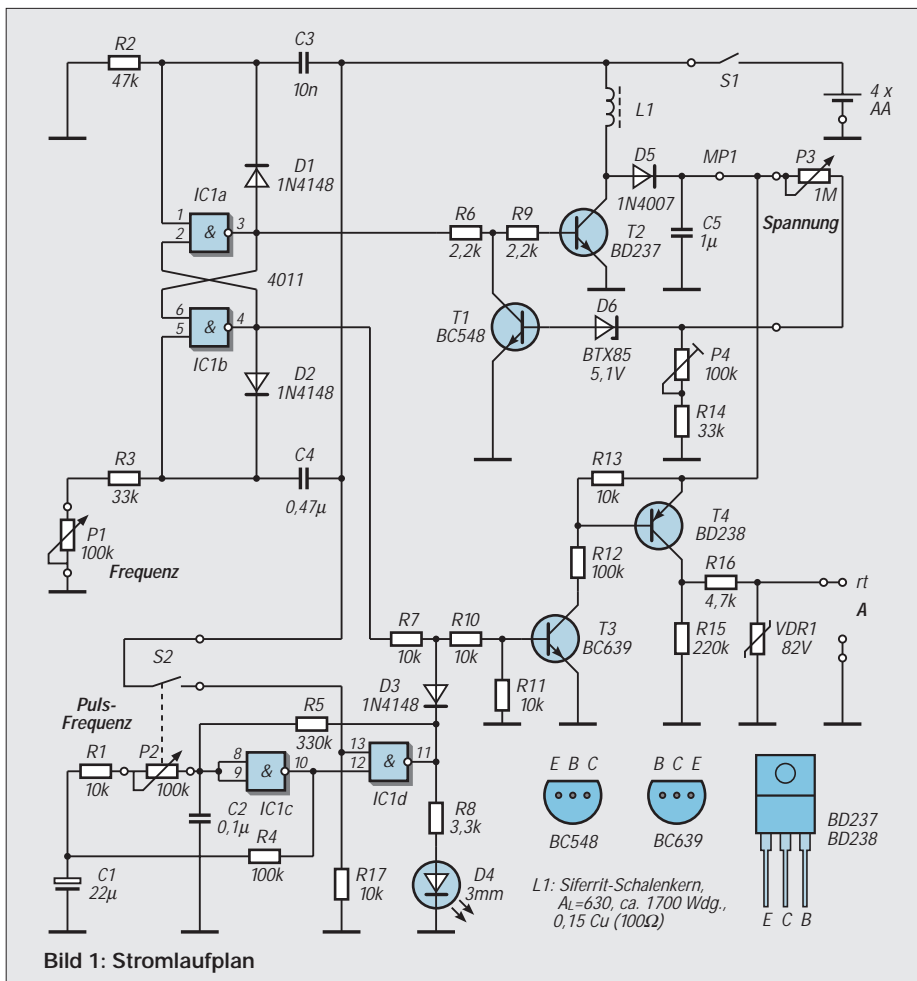 R2
47k
C3
10n
S1
4 x
AA
L1
D1
1N4148
D5
MP1
P3
1M
1N4007
IC1a
1
2
&
3
R6
2,2k
R9
2,2k
T2
BD237
C5
1µ
Spannung
4011
T1
BC548
D6
BTX85
5,1V
P4
100k
6
5
&
4
IC1b
D2
1N4148
R14
33k
R3
33k
C4
0,47µ
R13
10k
T4
BD238
P1
100k
Frequenz
R12
100k
R16
4,7k
rt
A
S2
R7
10k
R10
10k
T3
BC639
R15
220k
VDR1
82V
Puls-
Frequenz
D3
1N4148
R11
10k
R5
330k
R1
10k
P2
100k
8
9
&
10
IC1c
13
12
&
11
IC1d
C2
0,1µ
R4
100k
R8
3,3k
E B C
BC548
B C E
BC639
BD237
BD238
C1
22µ
R17
10k
D4
3mm
L1: Siferrit-Schalenkern,
AL=630, ca. 1700 Wdg.,
0,15 Cu (100Ω)
E C B
Bild 1: Stromlaufplan